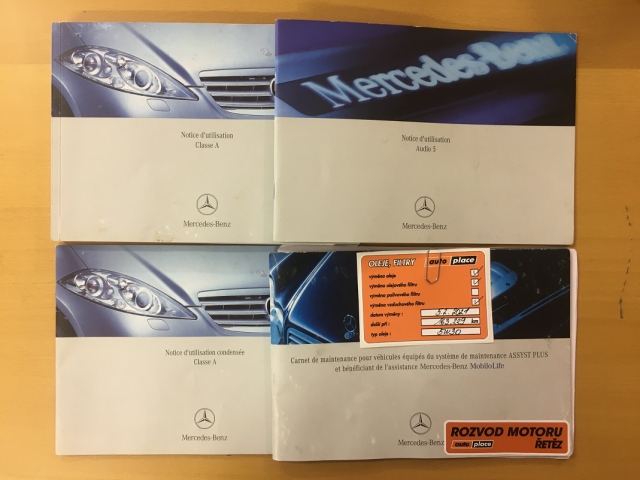 Notice d'utilisation
Classe A
Mercedes-Benz
Mercedes-Benz
Notice d'utilisation
Audio 5
Mercedes-Benz
Notice d'utilisation condensée
Classe A
Mercedes-Benz
OLEJE, FILTRY
auto place
výměna oleje
výměna olejového filtru
výměna palivového filtru
výměna vzduchového filtru
datum výměny :
další při :
km
typ oleje :
5W30
Carnet de maintenance pour véhicules équipés du système de maintenance ASSYST PLUS
et bénéficiant de l'assistance Mercedes-Benz MobiloLife
Mercedes-Benz
ROZVOD MOTORU
auto place
ŘETĚZ